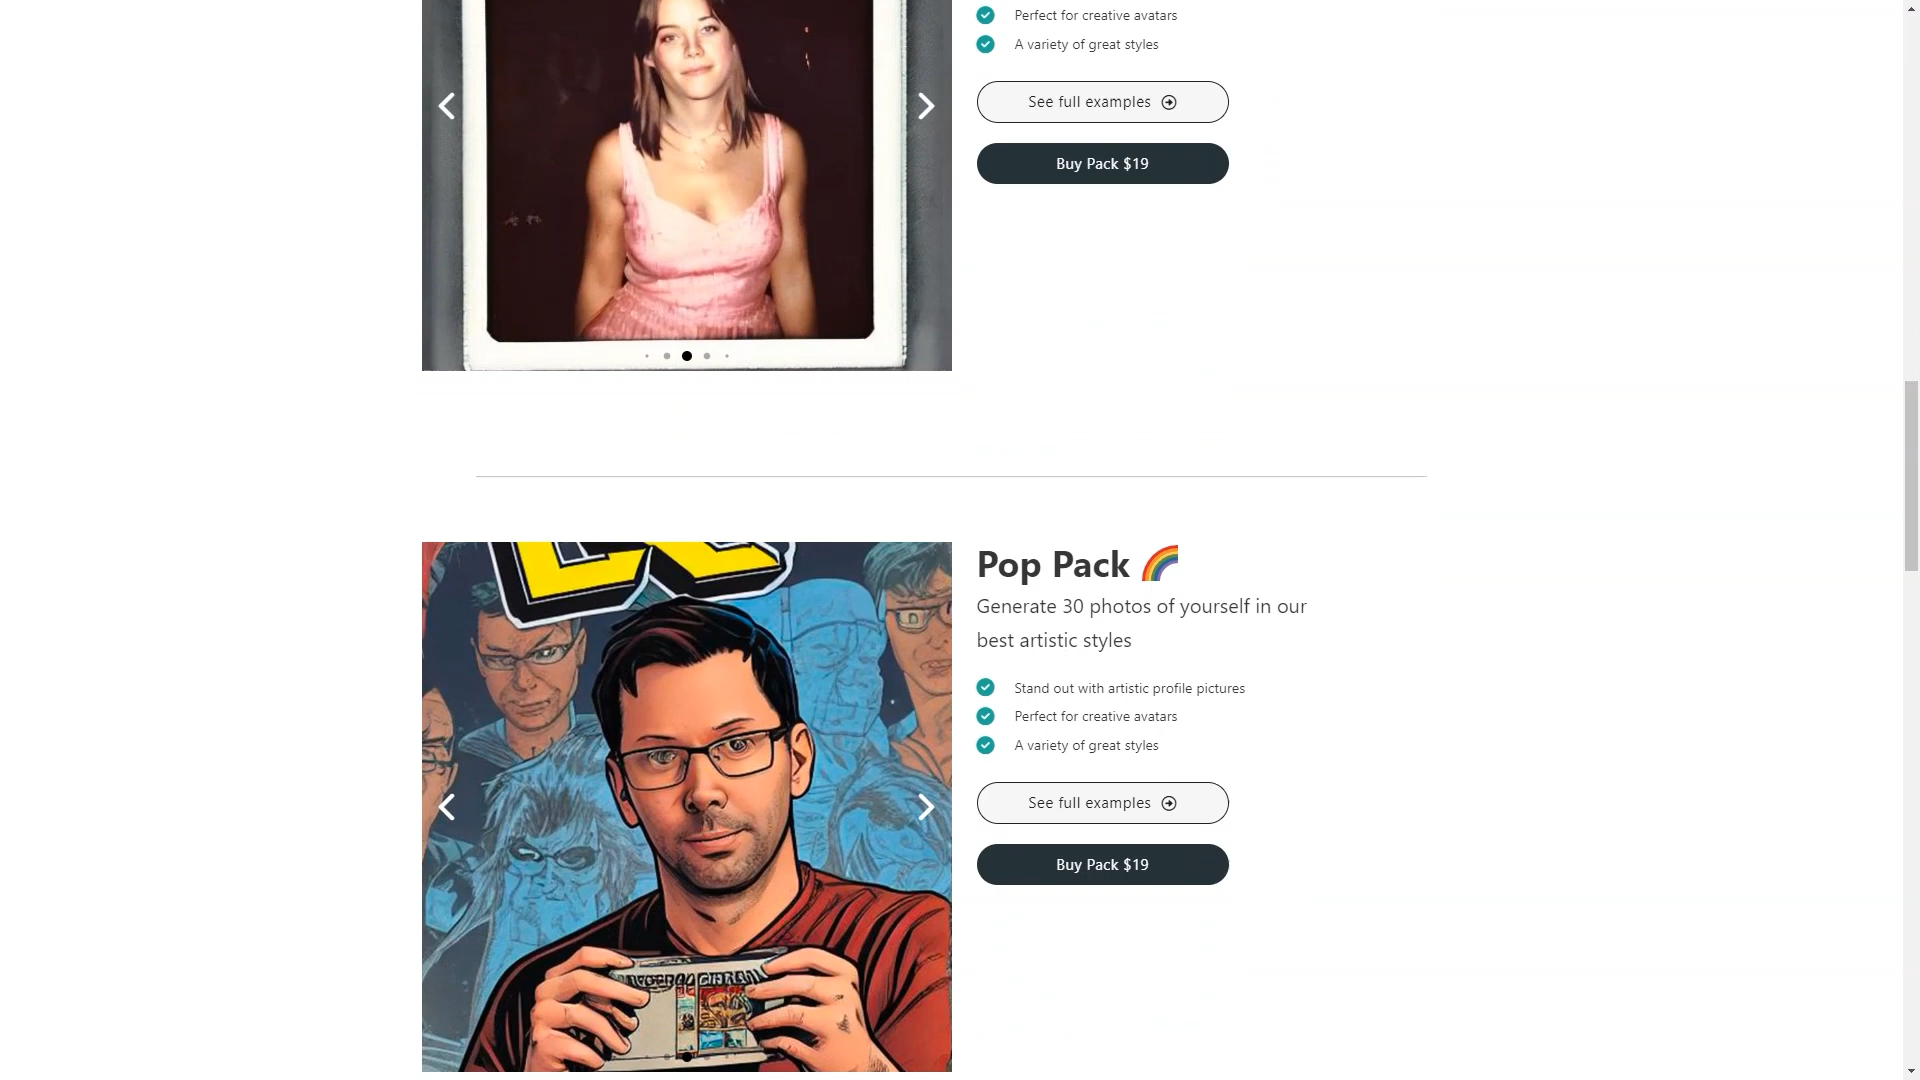 Perfect for creative avatars
A variety of great styles
See full examples
Buy Pack $19
Pop Pack
Generate 30 photos of yourself in our
best artistic styles
Stand out with artistic profile pictures
Perfect for creative avatars
A variety of great styles
See full examples
Buy Pack $19